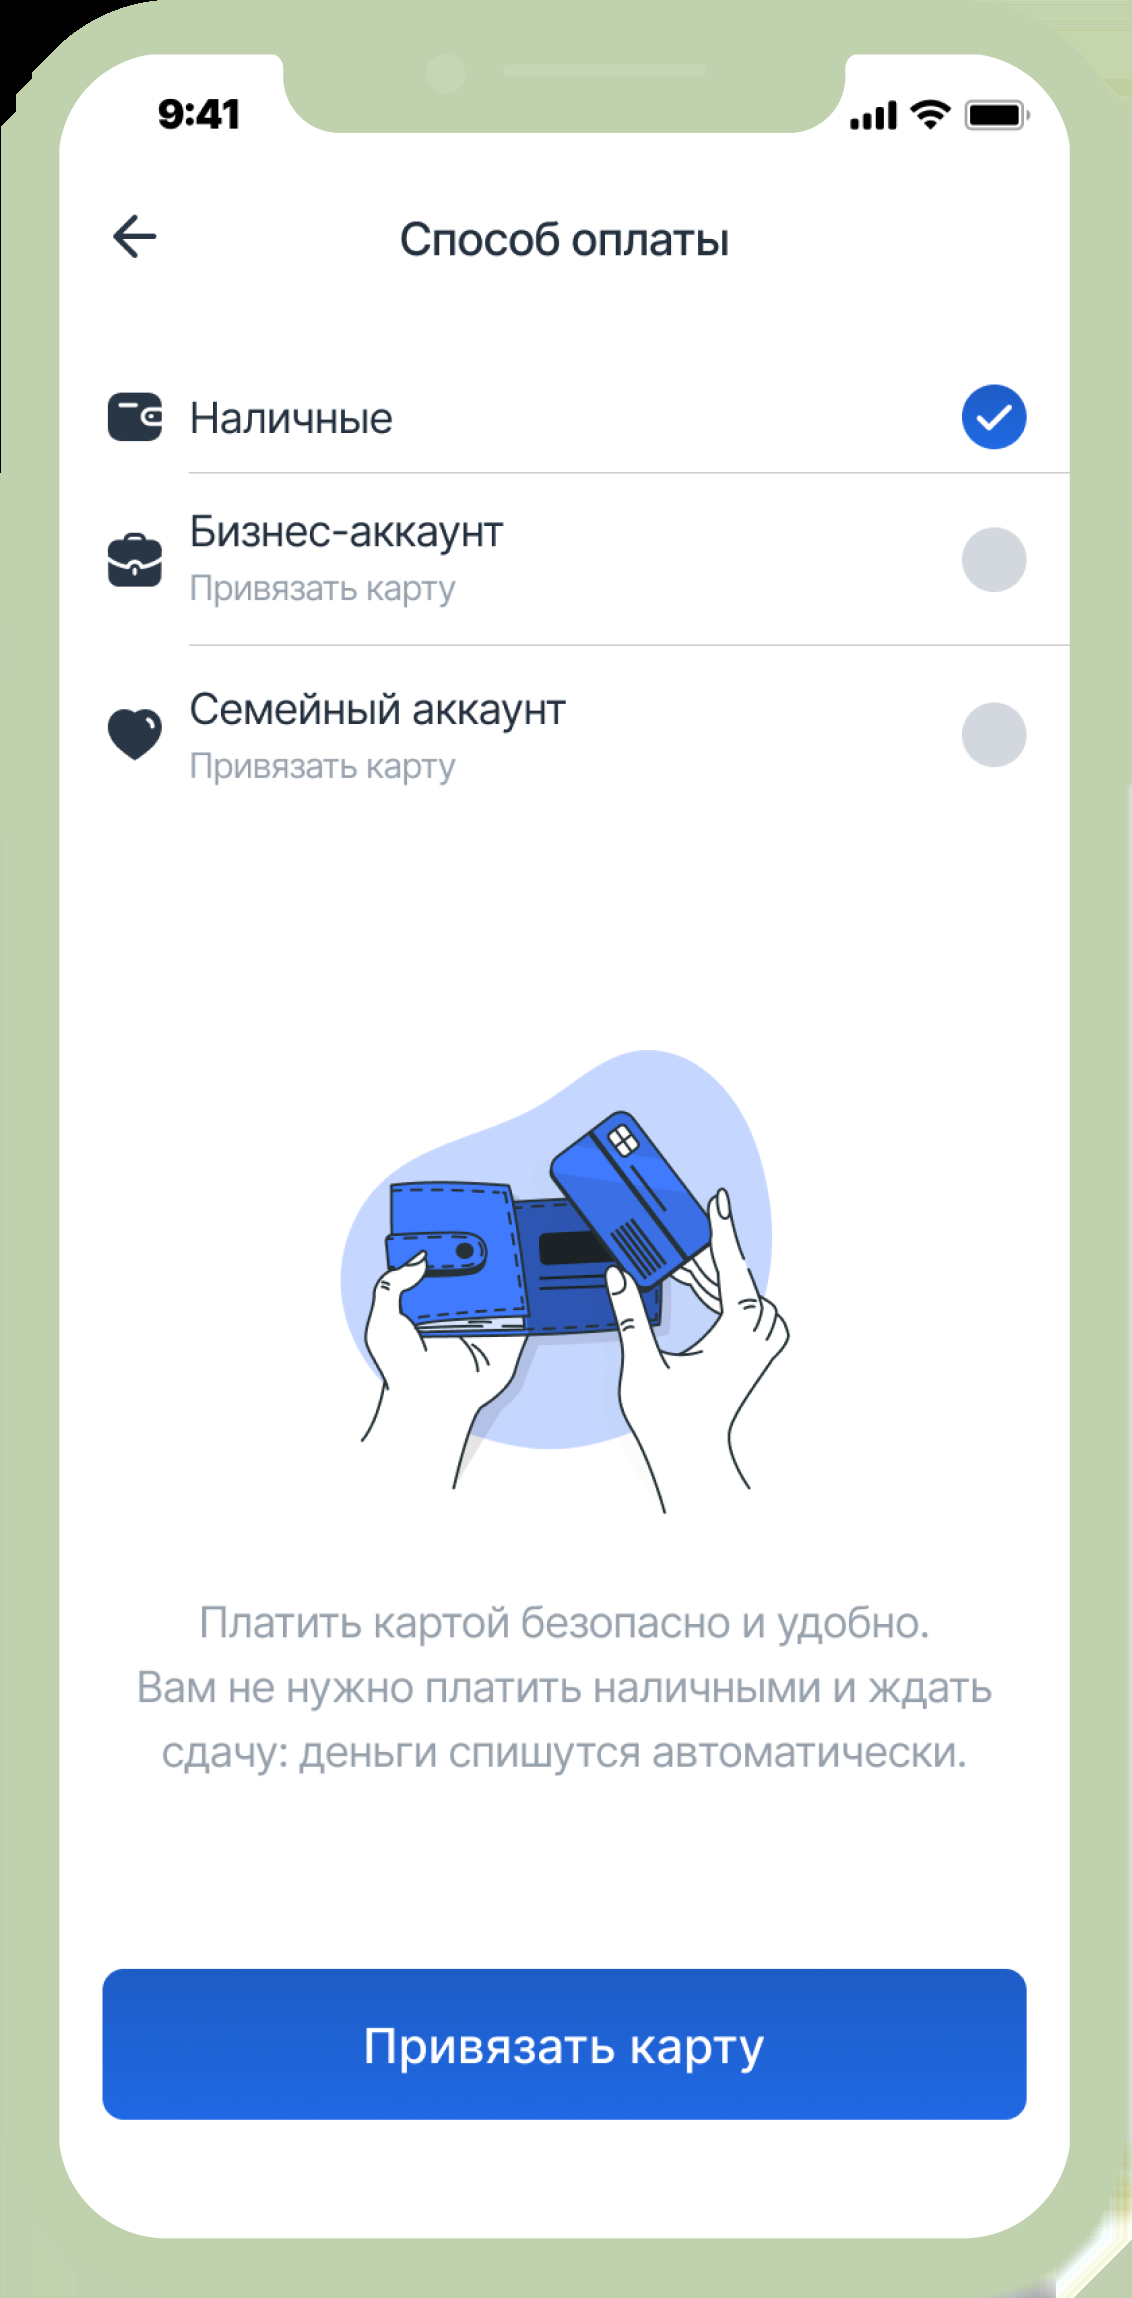 9:41
Способ оплаты
Наличные
Бизнес-аккаунт
Привязать карту
Семейный аккаунт
Привязать карту
Платить картой безопасно и удобно.
Вам не нужно платить наличными и ждать
сдачу: деньги спишутся автоматически.
Привязать карту